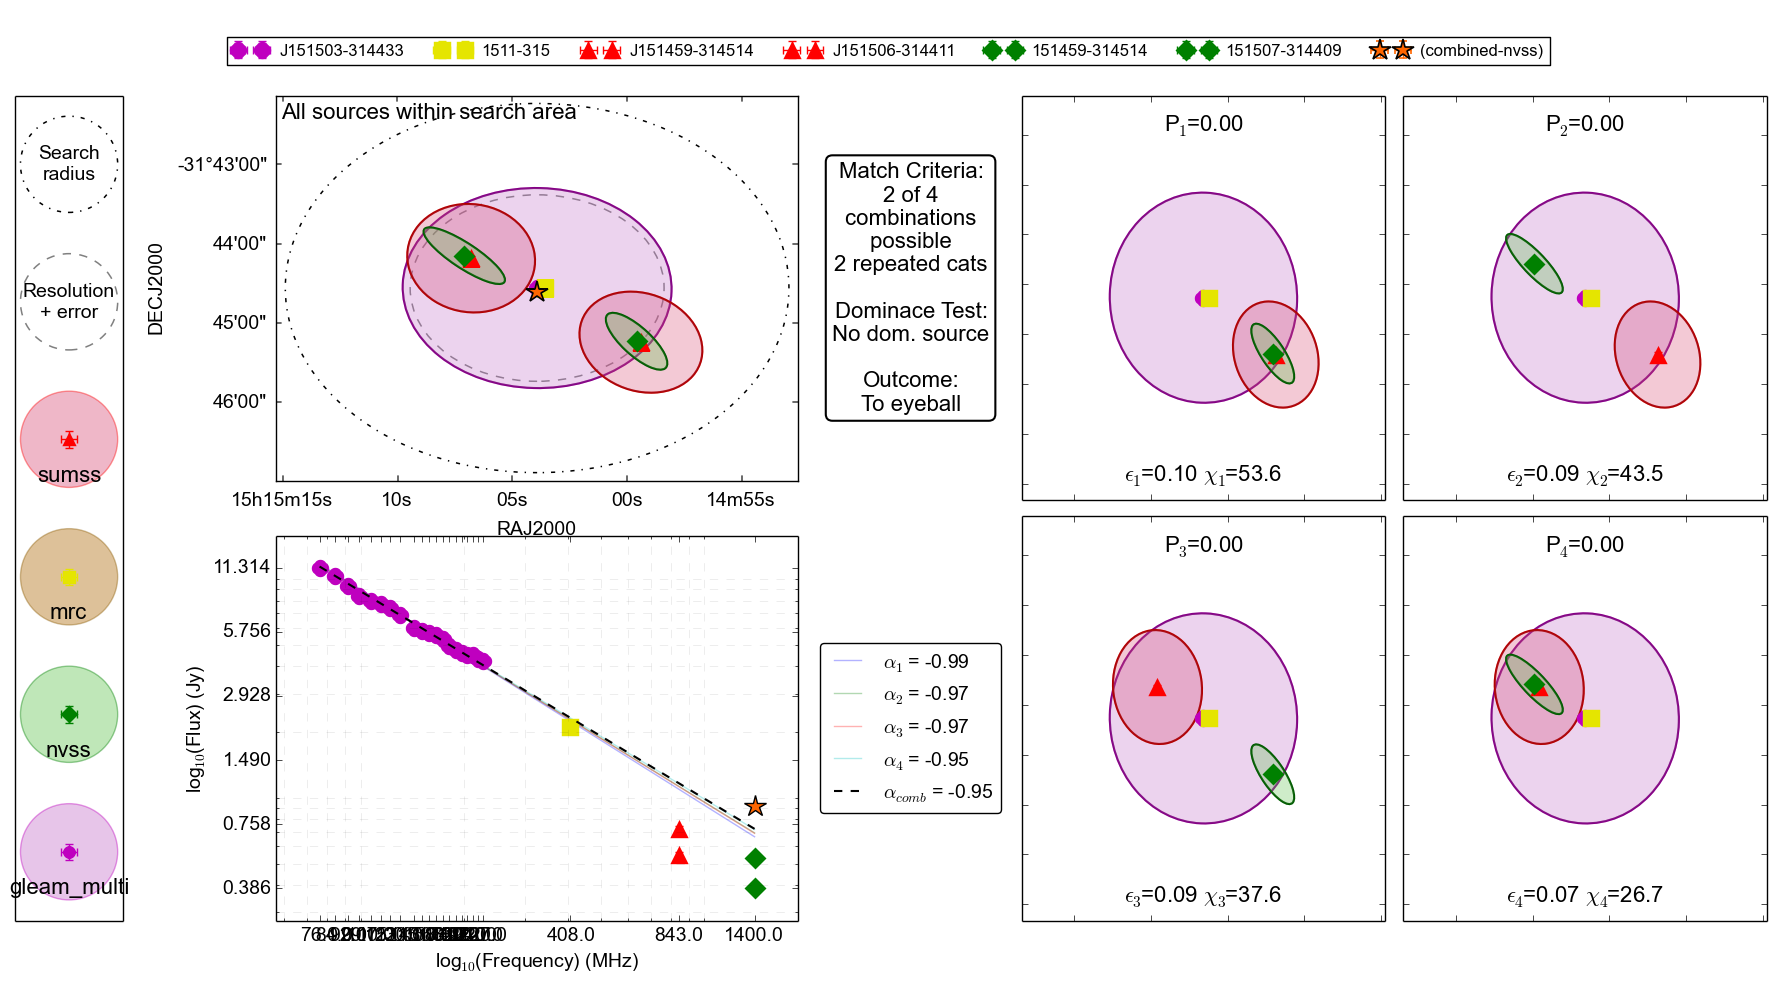 J151503-314433 1511-315 J151459-314514 J151506-314411 151459-314514 151507-314409 (combined-nvss)
Search
radius
Resolution
+ error
sumss
mrc
nvss
gleam_multi
All sources within search area
DECJ2000
-31°43'00"
44'00"
45'00"
46'00"
15h15m15s 10s 05s 00s 14m55s
RAJ2000
Match Criteria:
2 of 4
combinations
possible
2 repeated cats
Dominace Test:
No dom. source
Outcome:
To eyeball
P1=0.00
ϵ1=0.10 χ1=53.6
P2=0.00
ϵ2=0.09 χ2=43.5
P3=0.00
ϵ3=0.09 χ3=37.6
P4=0.00
ϵ4=0.07 χ4=26.7
log10(Flux) (Jy)
11.314
5.756
2.928
1.490
0.758
0.386
408.0 843.0 1400.0
log10(Frequency) (MHz)
α1 = -0.99
α2 = -0.97
α3 = -0.97
α4 = -0.95
αcomb = -0.95